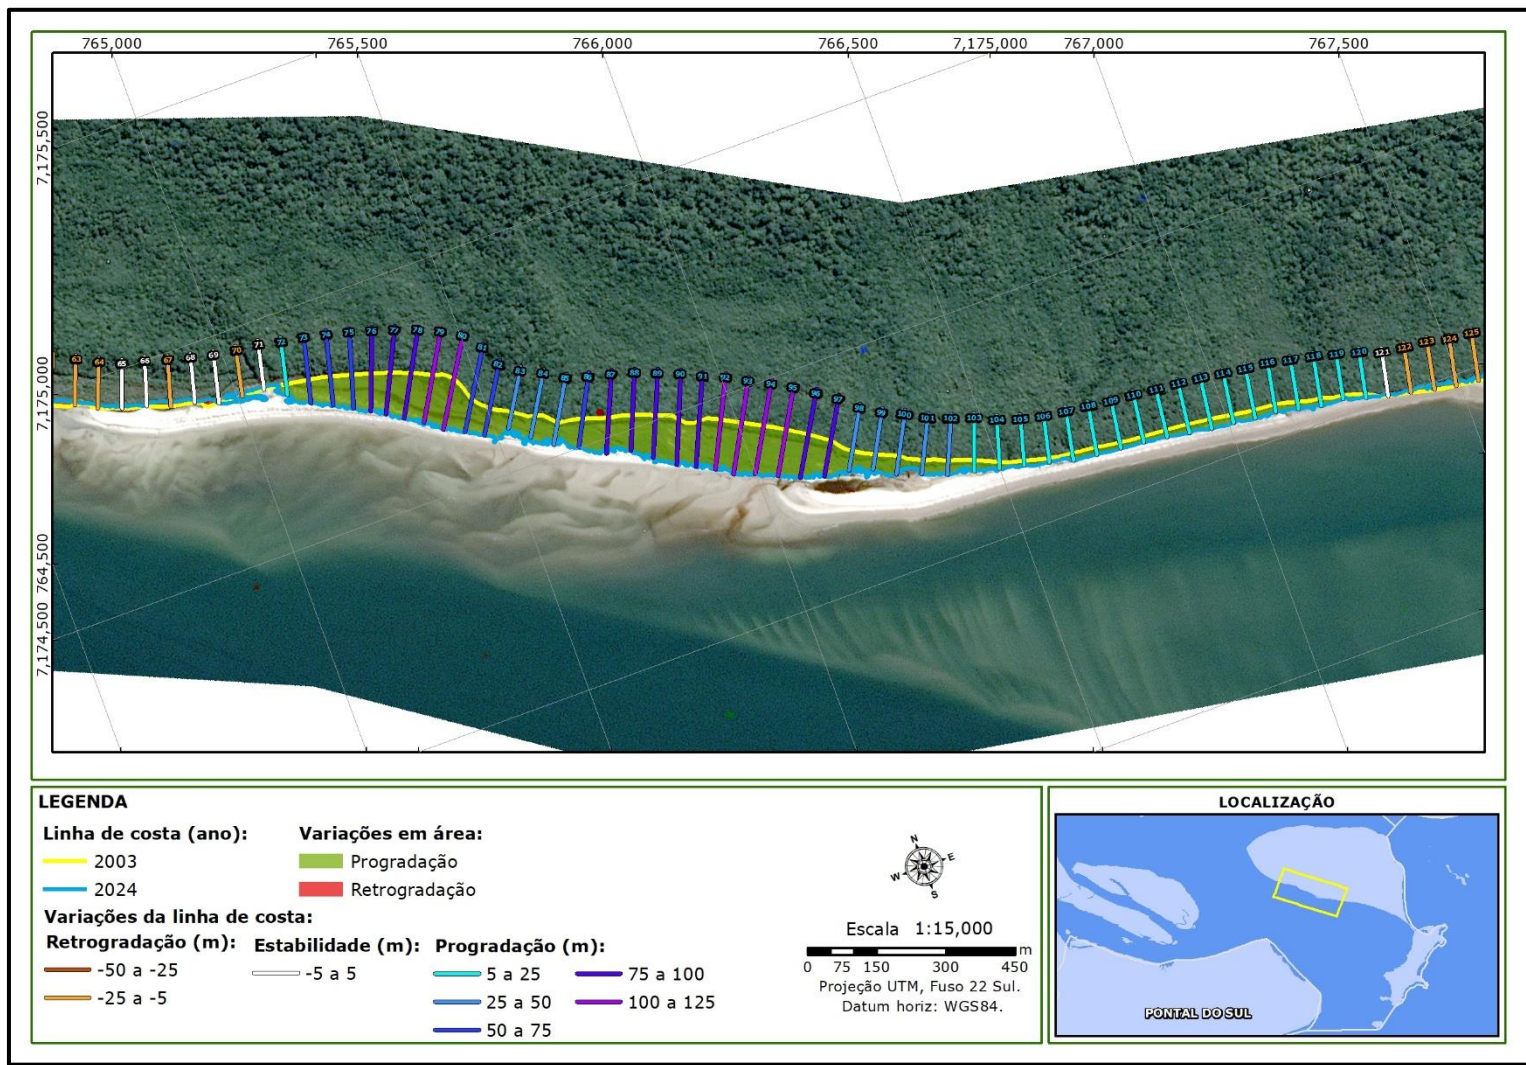 765,000 765,500 766,000 766,500 7,175,000 767,000 767,500
7,175,500
7,175,000
764,500
7,174,500
63 64 65 66 67 68 69 70 71 72 73 74 75 76 77 78 79 80 81 82 83 84 85 86 87 88 89 90 91 92 93 94 95 96 97 98 99 100 101 102 103 104 105 106 107 108 109 110 111 112 113 114 115 116 117 118 119 120 121 122 123 124 125
LEGENDA
Linha de costa (ano):
2003
2024
Variações em área:
Progradação
Retrogradação
Variações da linha de costa:
Retrogradação (m):
-50 a -25
-25 a -5
Estabilidade (m):
-5 a 5
Progradação (m):
5 a 25
25 a 50
50 a 75
75 a 100
100 a 125
N
E
W
S
Escala 1:15,000
m
0 75 150 300 450
Projeção UTM, Fuso 22 Sul.
Datum horiz: WGS84.
LOCALIZAÇÃO
PONTAL DO SUL